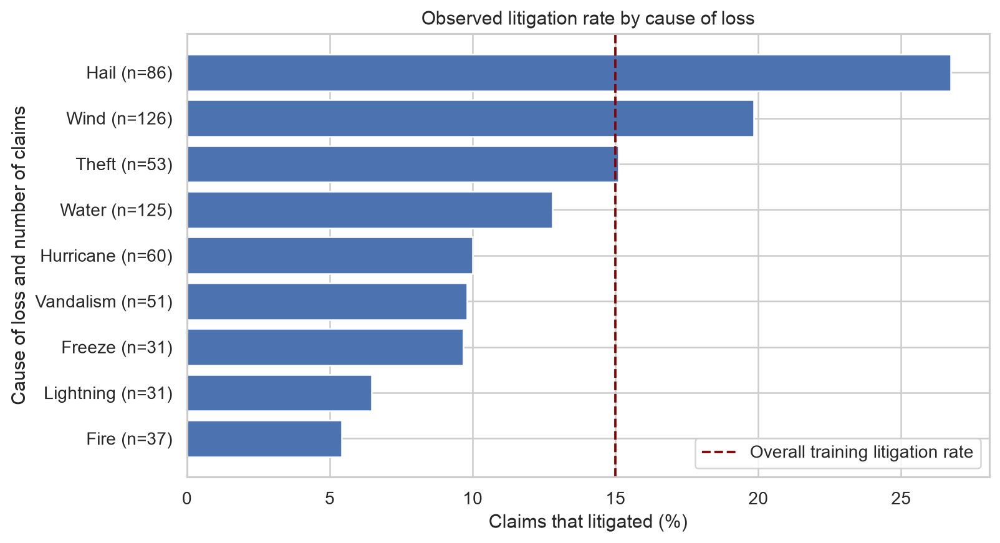 Observed litigation rate by cause of loss
Cause of loss and number of claims
Hail (n=86)
Wind (n=126)
Theft (n=53)
Water (n=125)
Hurricane (n=60)
Vandalism (n=51)
Freeze (n=31)
Lightning (n=31)
Fire (n=37)
Overall training litigation rate
0 5 10 15 20 25
Claims that litigated (%)